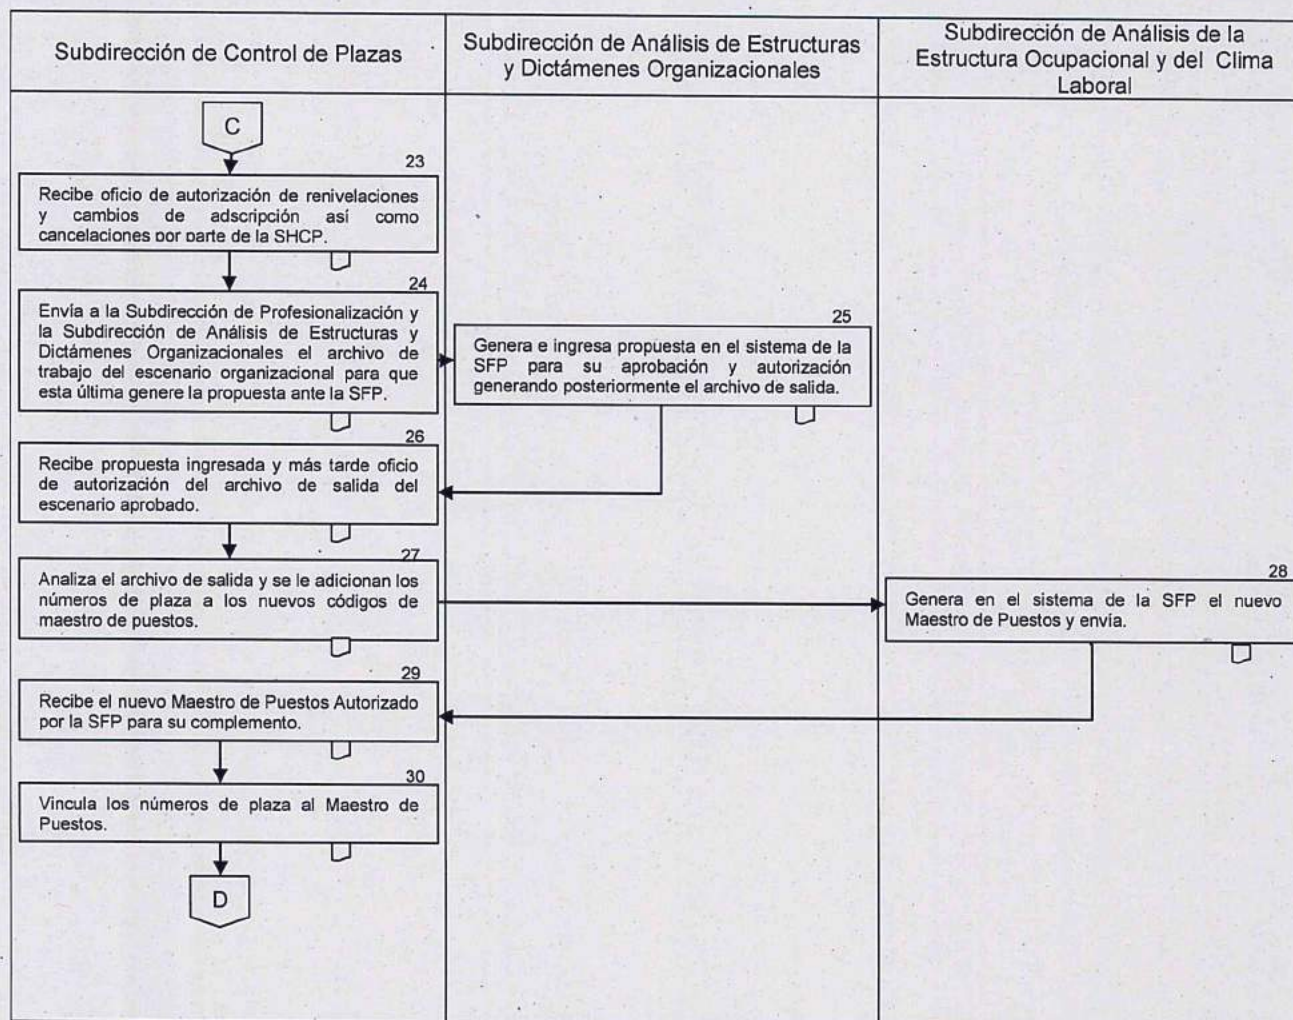 Subdirección de Control de Plazas
Subdirección de Análisis de Estructuras
y Dictámenes Organizacionales
Subdirección de Análisis de la
Estructura Ocupacional y del Clima
Laboral
C
23
Recibe oficio de autorización de renivelaciones
y cambios de adscripción así como
cancelaciones por parte de la SHCP.
24
Envía a la Subdirección de Profesionalización y
la Subdirección de Análisis de Estructuras y
Dictámenes Organizacionales el archivo de
trabajo del escenario organizacional para que
esta última genere la propuesta ante la SFP.
25
Genera e ingresa propuesta en el sistema de la
SFP para su aprobación y autorización
generando posteriormente el archivo de salida.
26
Recibe propuesta ingresada y más tarde oficio
de autorización del archivo de salida del
escenario aprobado.
27
Analiza el archivo de salida y se le adicionan los
números de plaza a los nuevos códigos de
maestro de puestos.
28
Genera en el sistema de la SFP el nuevo
Maestro de Puestos y envía.
29
Recibe el nuevo Maestro de Puestos Autorizado
por la SFP para su complemento.
30
Vincula los números de plaza al Maestro de
Puestos.
D